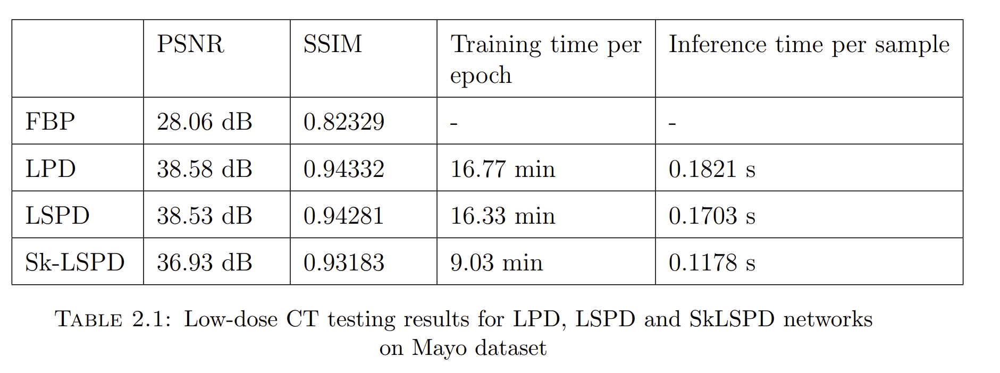 PSNR SSIM Training time per Inference time per sample
epoch
FBP 28.06 dB 0.82329 - -
LPD 38.58 dB 0.94332 16.77 min 0.1821 s
LSPD 38.53 dB 0.94281 16.33 min 0.1703 s
Sk-LSPD 36.93 dB 0.93183 9.03 min 0.1178 s
TABLE 2.1: Low-dose CT testing results for LPD, LSPD and SkLSPD networks
on Mayo dataset